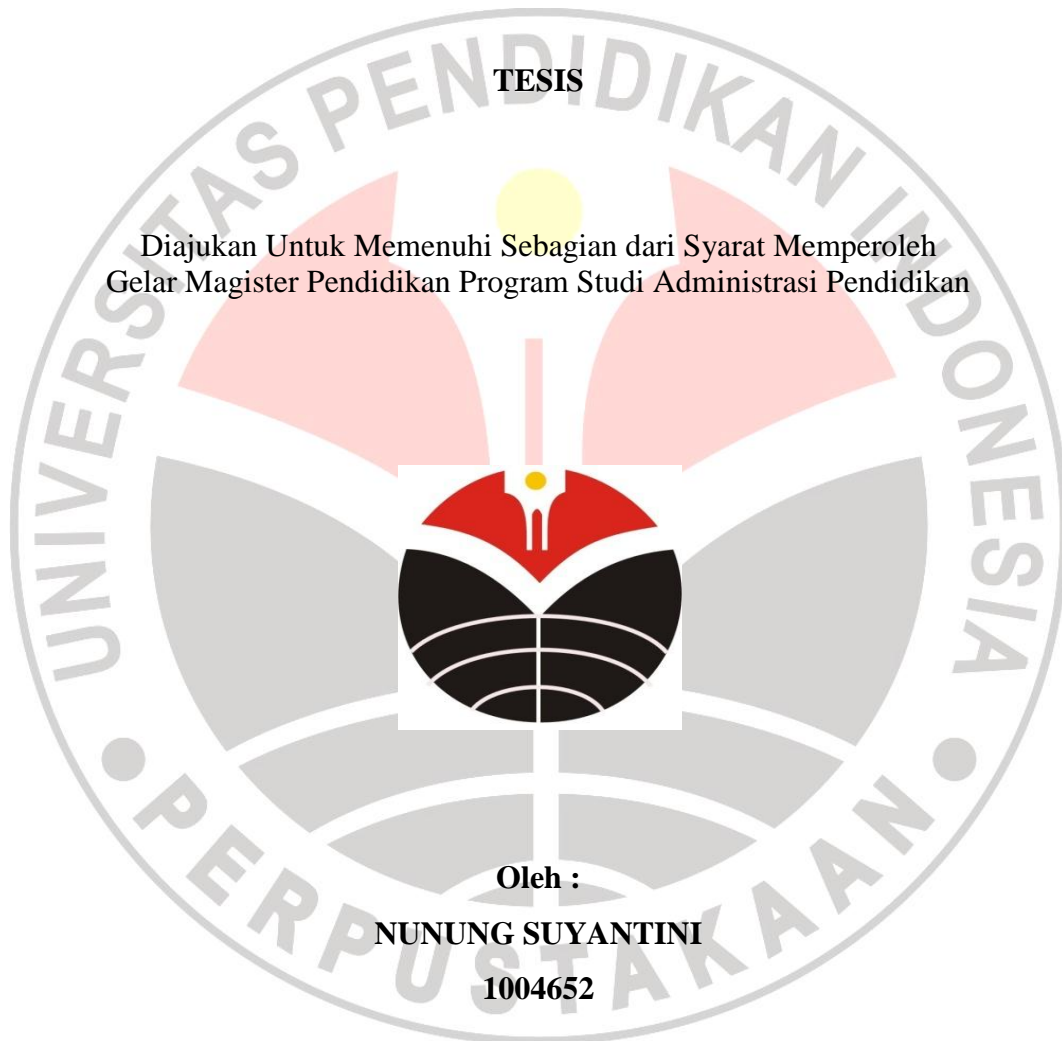 TESIS
Diajukan Untuk Memenuhi Sebagian dari Syarat Memperoleh
Gelar Magister Pendidikan Program Studi Administrasi Pendidikan
Oleh :
NUNUNG SUYANTINI
1004652
UNIVERSITAS PENDIDIKAN INDONESIA
PERPUSTAKAAN